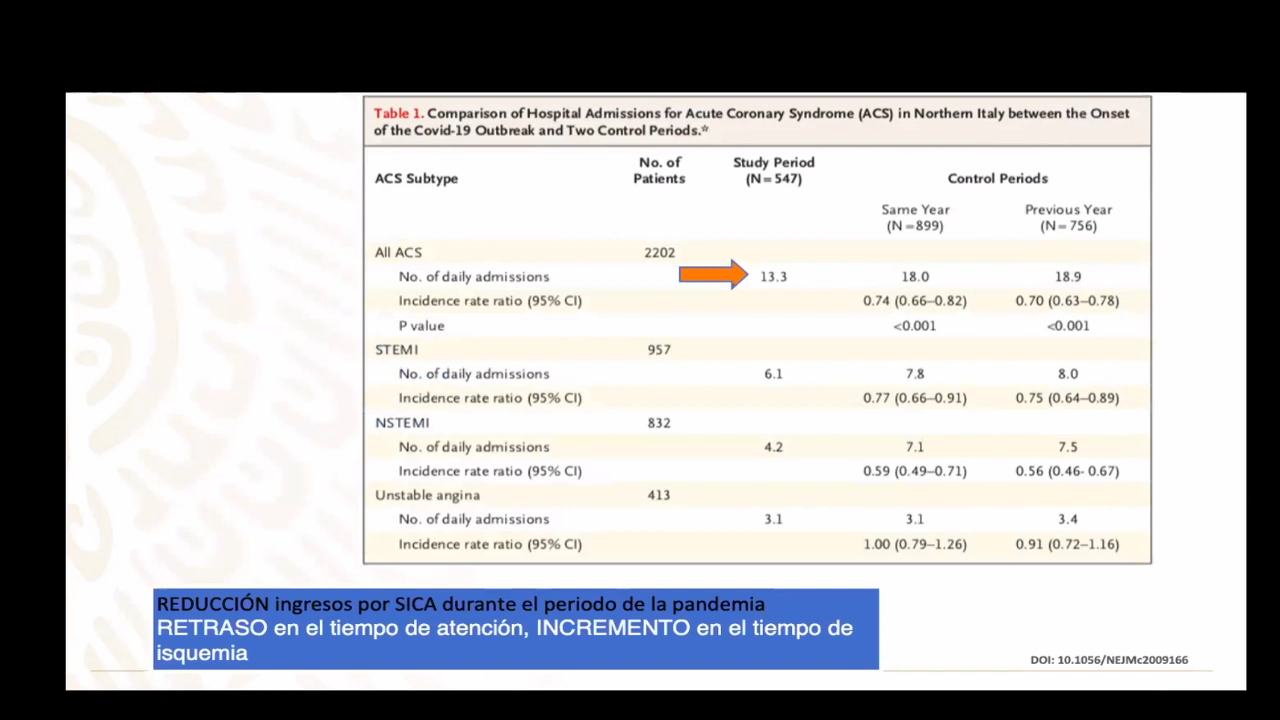 Table 1. Comparison of Hospital Admissions for Acute Coronary Syndrome (ACS) in Northern Italy between the Onset
of the Covid-19 Outbreak and Two Control Periods.*
ACS Subtype No. of Patients Study Period (N=547) Control Periods
Same Year (N=899) Previous Year (N=756)
All ACS 2202
No. of daily admissions 13.3 18.0 18.9
Incidence rate ratio (95% CI) 0.74 (0.66–0.82) 0.70 (0.63–0.78)
P value <0.001 <0.001
STEMI 957
No. of daily admissions 6.1 7.8 8.0
Incidence rate ratio (95% CI) 0.77 (0.66–0.91) 0.75 (0.64–0.89)
NSTEMI 832
No. of daily admissions 4.2 7.1 7.5
Incidence rate ratio (95% CI) 0.59 (0.49–0.71) 0.56 (0.46- 0.67)
Unstable angina 413
No. of daily admissions 3.1 3.1 3.4
Incidence rate ratio (95% CI) 1.00 (0.79–1.26) 0.91 (0.72–1.16)
REDUCCIÓN ingresos por SICA durante el periodo de la pandemia
RETRASO en el tiempo de atención, INCREMENTO en el tiempo de
isquemia
DOI: 10.1056/NEJMc2009166